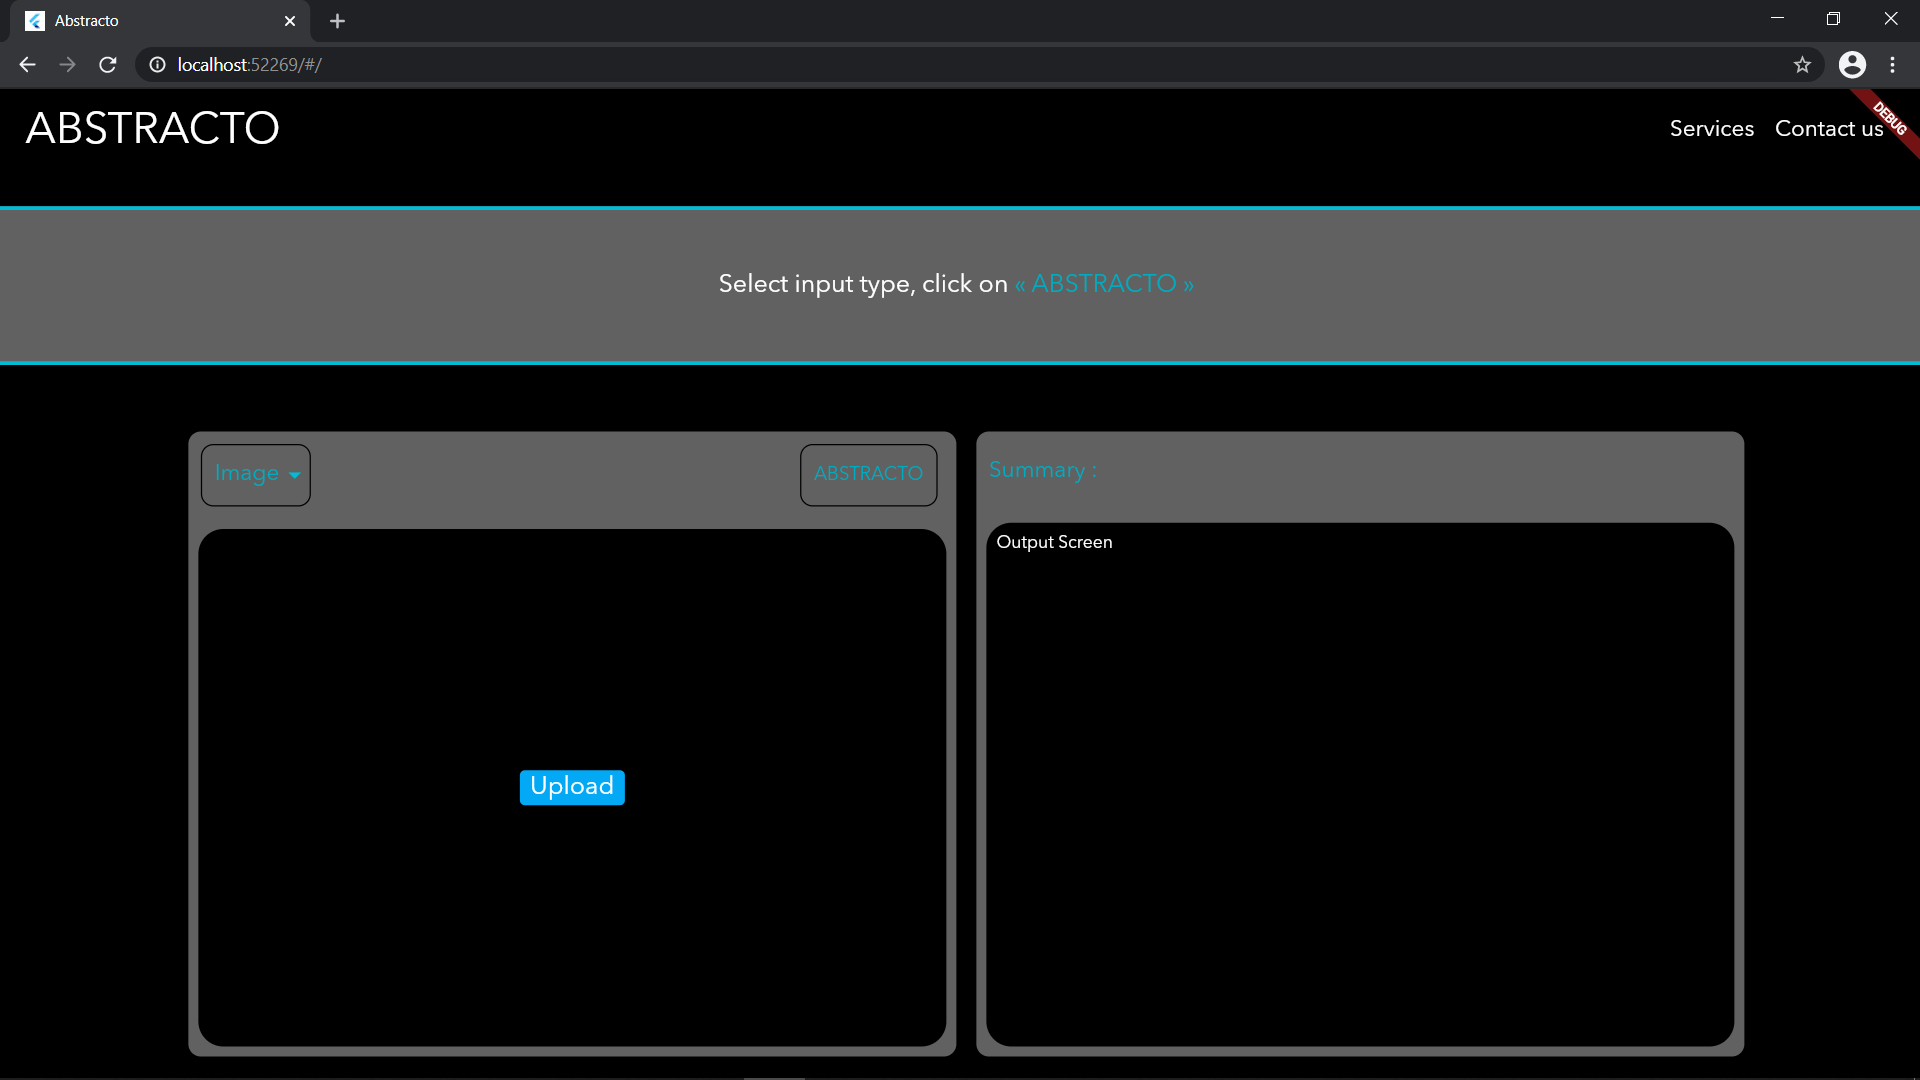 Abstracto
localhost:52269/#/
ABSTRACTO
Services Contact us
DEBUG
Select input type, click on « ABSTRACTO »
Image
ABSTRACTO
Upload
Summary :
Output Screen